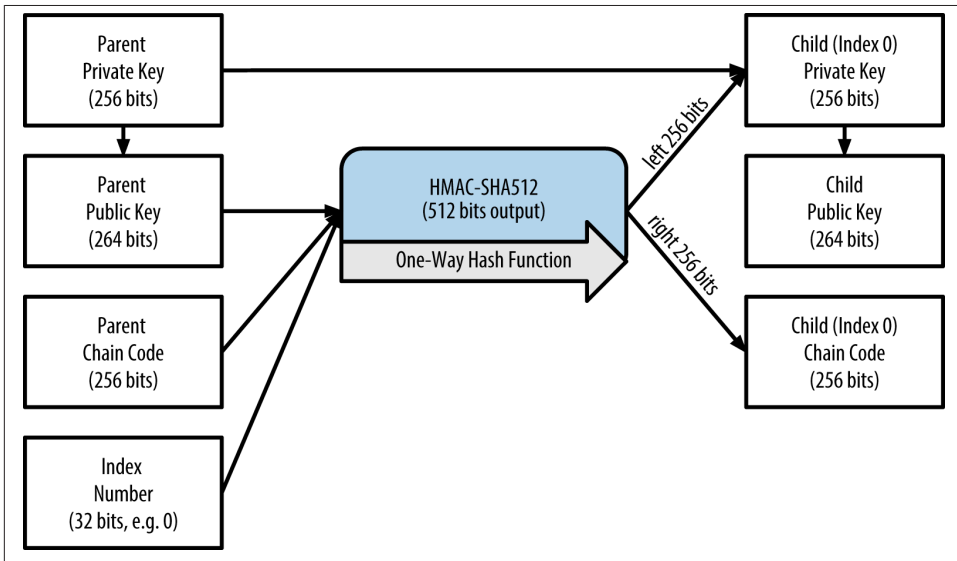 Parent
Private Key
(256 bits)
Parent
Public Key
(264 bits)
Parent
Chain Code
(256 bits)
Index
Number
(32 bits, e.g. 0)
HMAC-SHA512
(512 bits output)
One-Way Hash Function
left 256 bits
right 256 bits
Child (Index 0)
Private Key
(256 bits)
Child
Public Key
(264 bits)
Child (Index 0)
Chain Code
(256 bits)